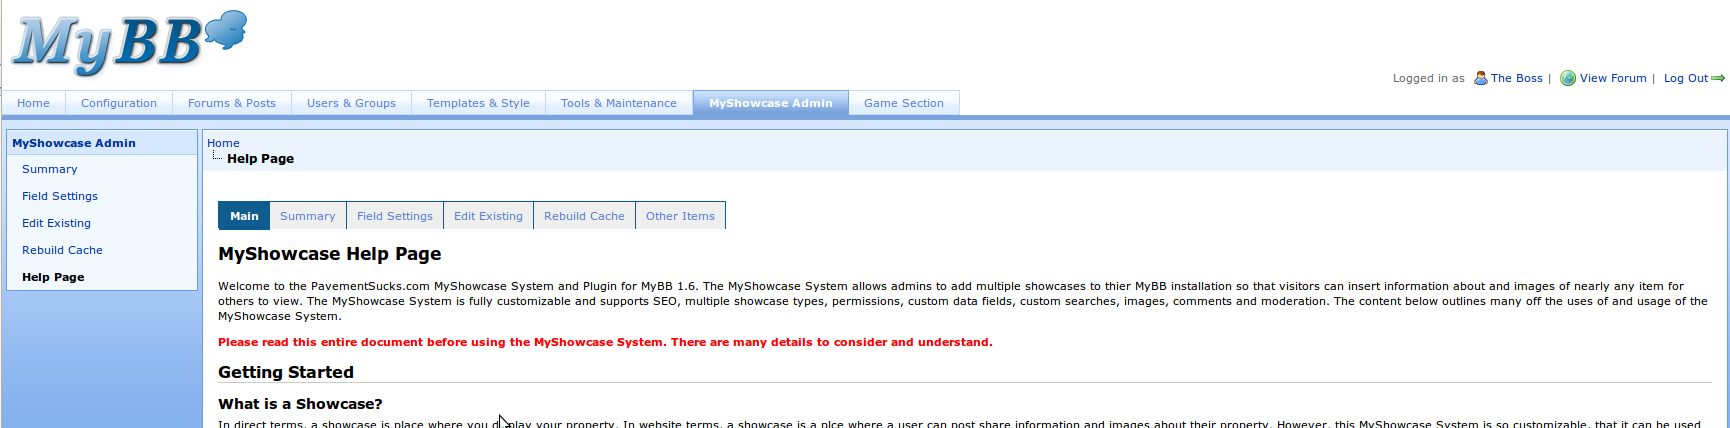 MyBB
Logged in as The Boss | View Forum | Log Out
Home Configuration Forums & Posts Users & Groups Templates & Style Tools & Maintenance MyShowcase Admin Game Section
MyShowcase Admin
Summary
Field Settings
Edit Existing
Rebuild Cache
Help Page
Home
Help Page
Main Summary Field Settings Edit Existing Rebuild Cache Other Items
MyShowcase Help Page
Welcome to the PavementSucks.com MyShowcase System and Plugin for MyBB 1.6. The MyShowcase System allows admins to add multiple showcases to thier MyBB installation so that visitors can insert information about and images of nearly any item for
others to view. The MyShowcase System is fully customizable and supports SEO, multiple showcase types, permissions, custom data fields, custom searches, images, comments and moderation. The content below outlines many off the uses of and usage of the
MyShowcase System.
Please read this entire document before using the MyShowcase System. There are many details to consider and understand.
Getting Started
What is a Showcase?
In direct terms, a showcase is place where you display your property. In website terms, a showcase is a plce where a user can post share information and images about their property. However, this MyShowcase System is so customizable, that it can be used